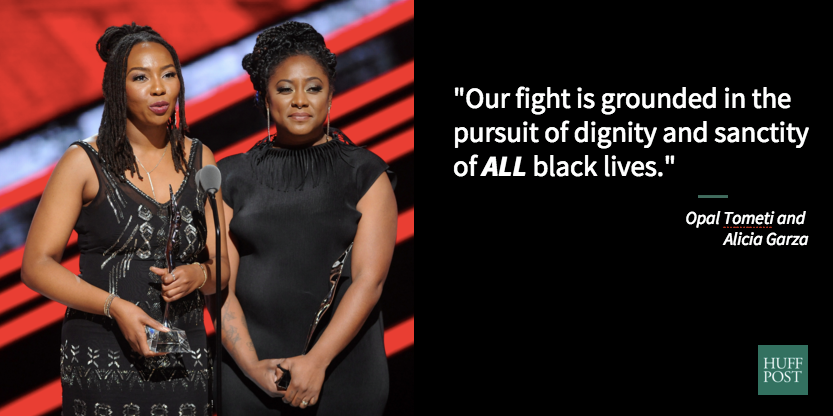 "Our fight is grounded in the
pursuit of dignity and sanctity
of ALL black lives."
Opal Tometi and
Alicia Garza
HUFF
POST